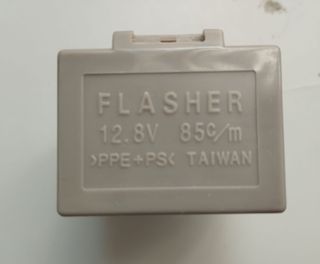 FLASHER
12.8V 85c/m
>PPE+PS< TAIWAN